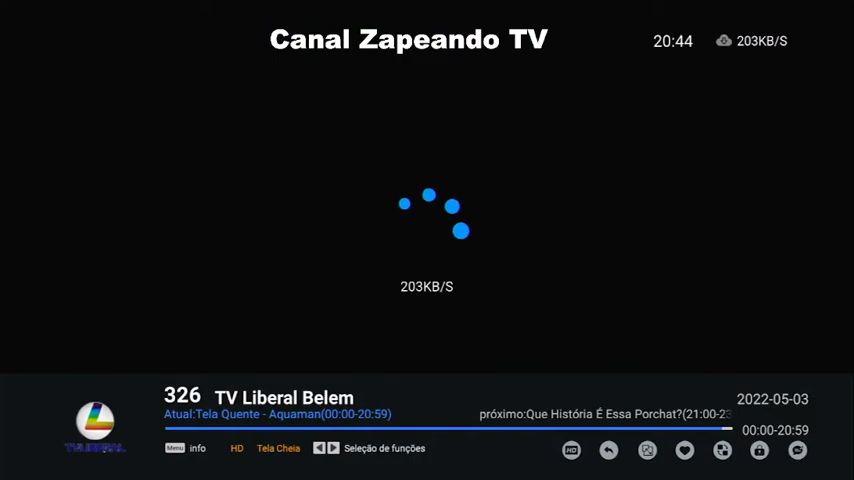 Canal Zapeando TV
20:44
203KB/S
203KB/S
326
TV Liberal Belem
2022-05-03
Atual:Tela Quente - Aquaman(00:00-20:59)
próximo:Que História É Essa Porchat?(21:00-23
00:00-20:59
Menu
info
HD
Tela Cheia
Seleção de funções
HD